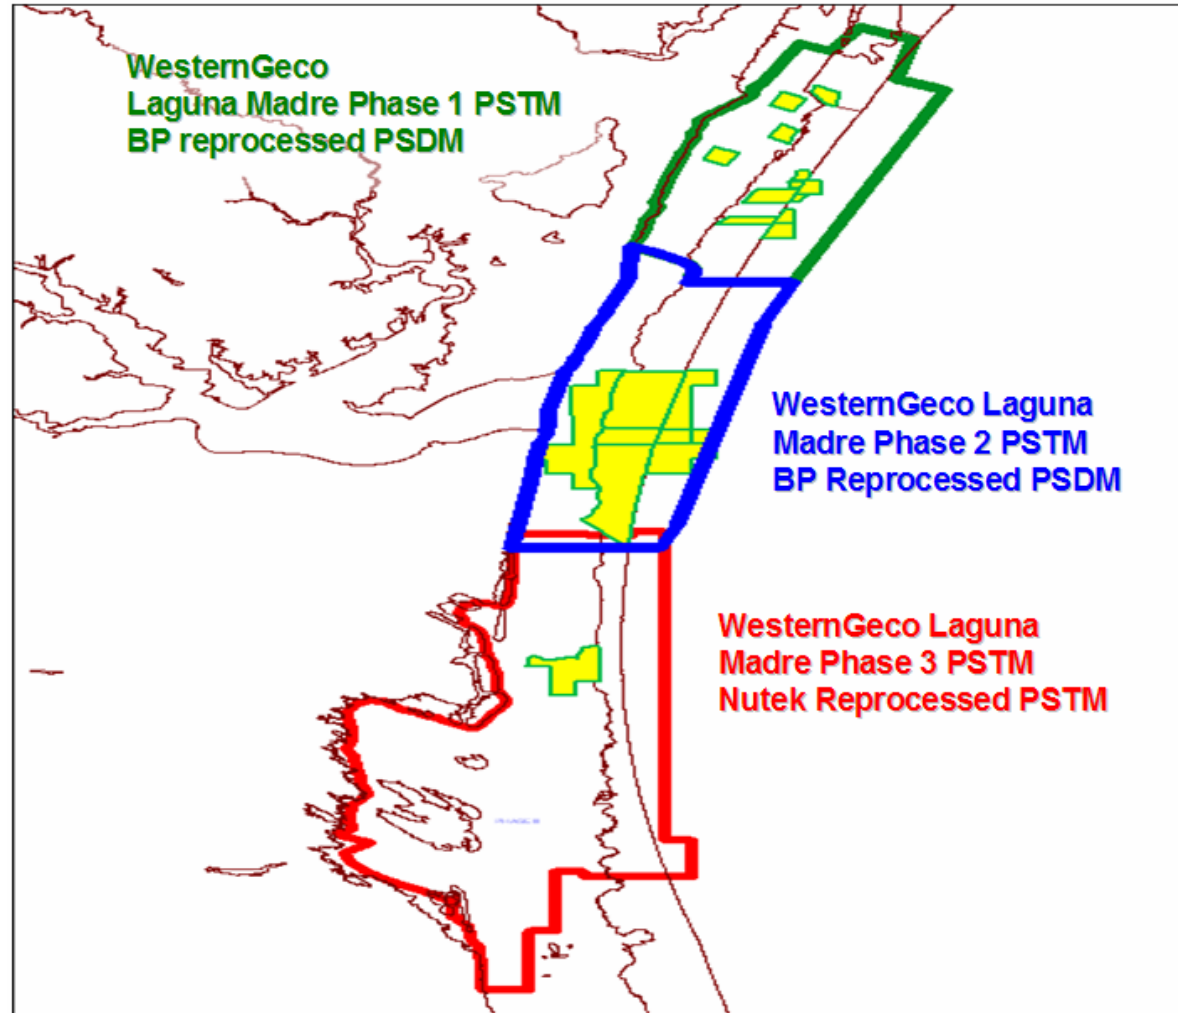 WesternGeco
Laguna Madre Phase 1 PSTM
BP reprocessed PSDM
WesternGeco Laguna
Madre Phase 2 PSTM
BP Reprocessed PSDM
WesternGeco Laguna
Madre Phase 3 PSTM
Nutek Reprocessed PSTM